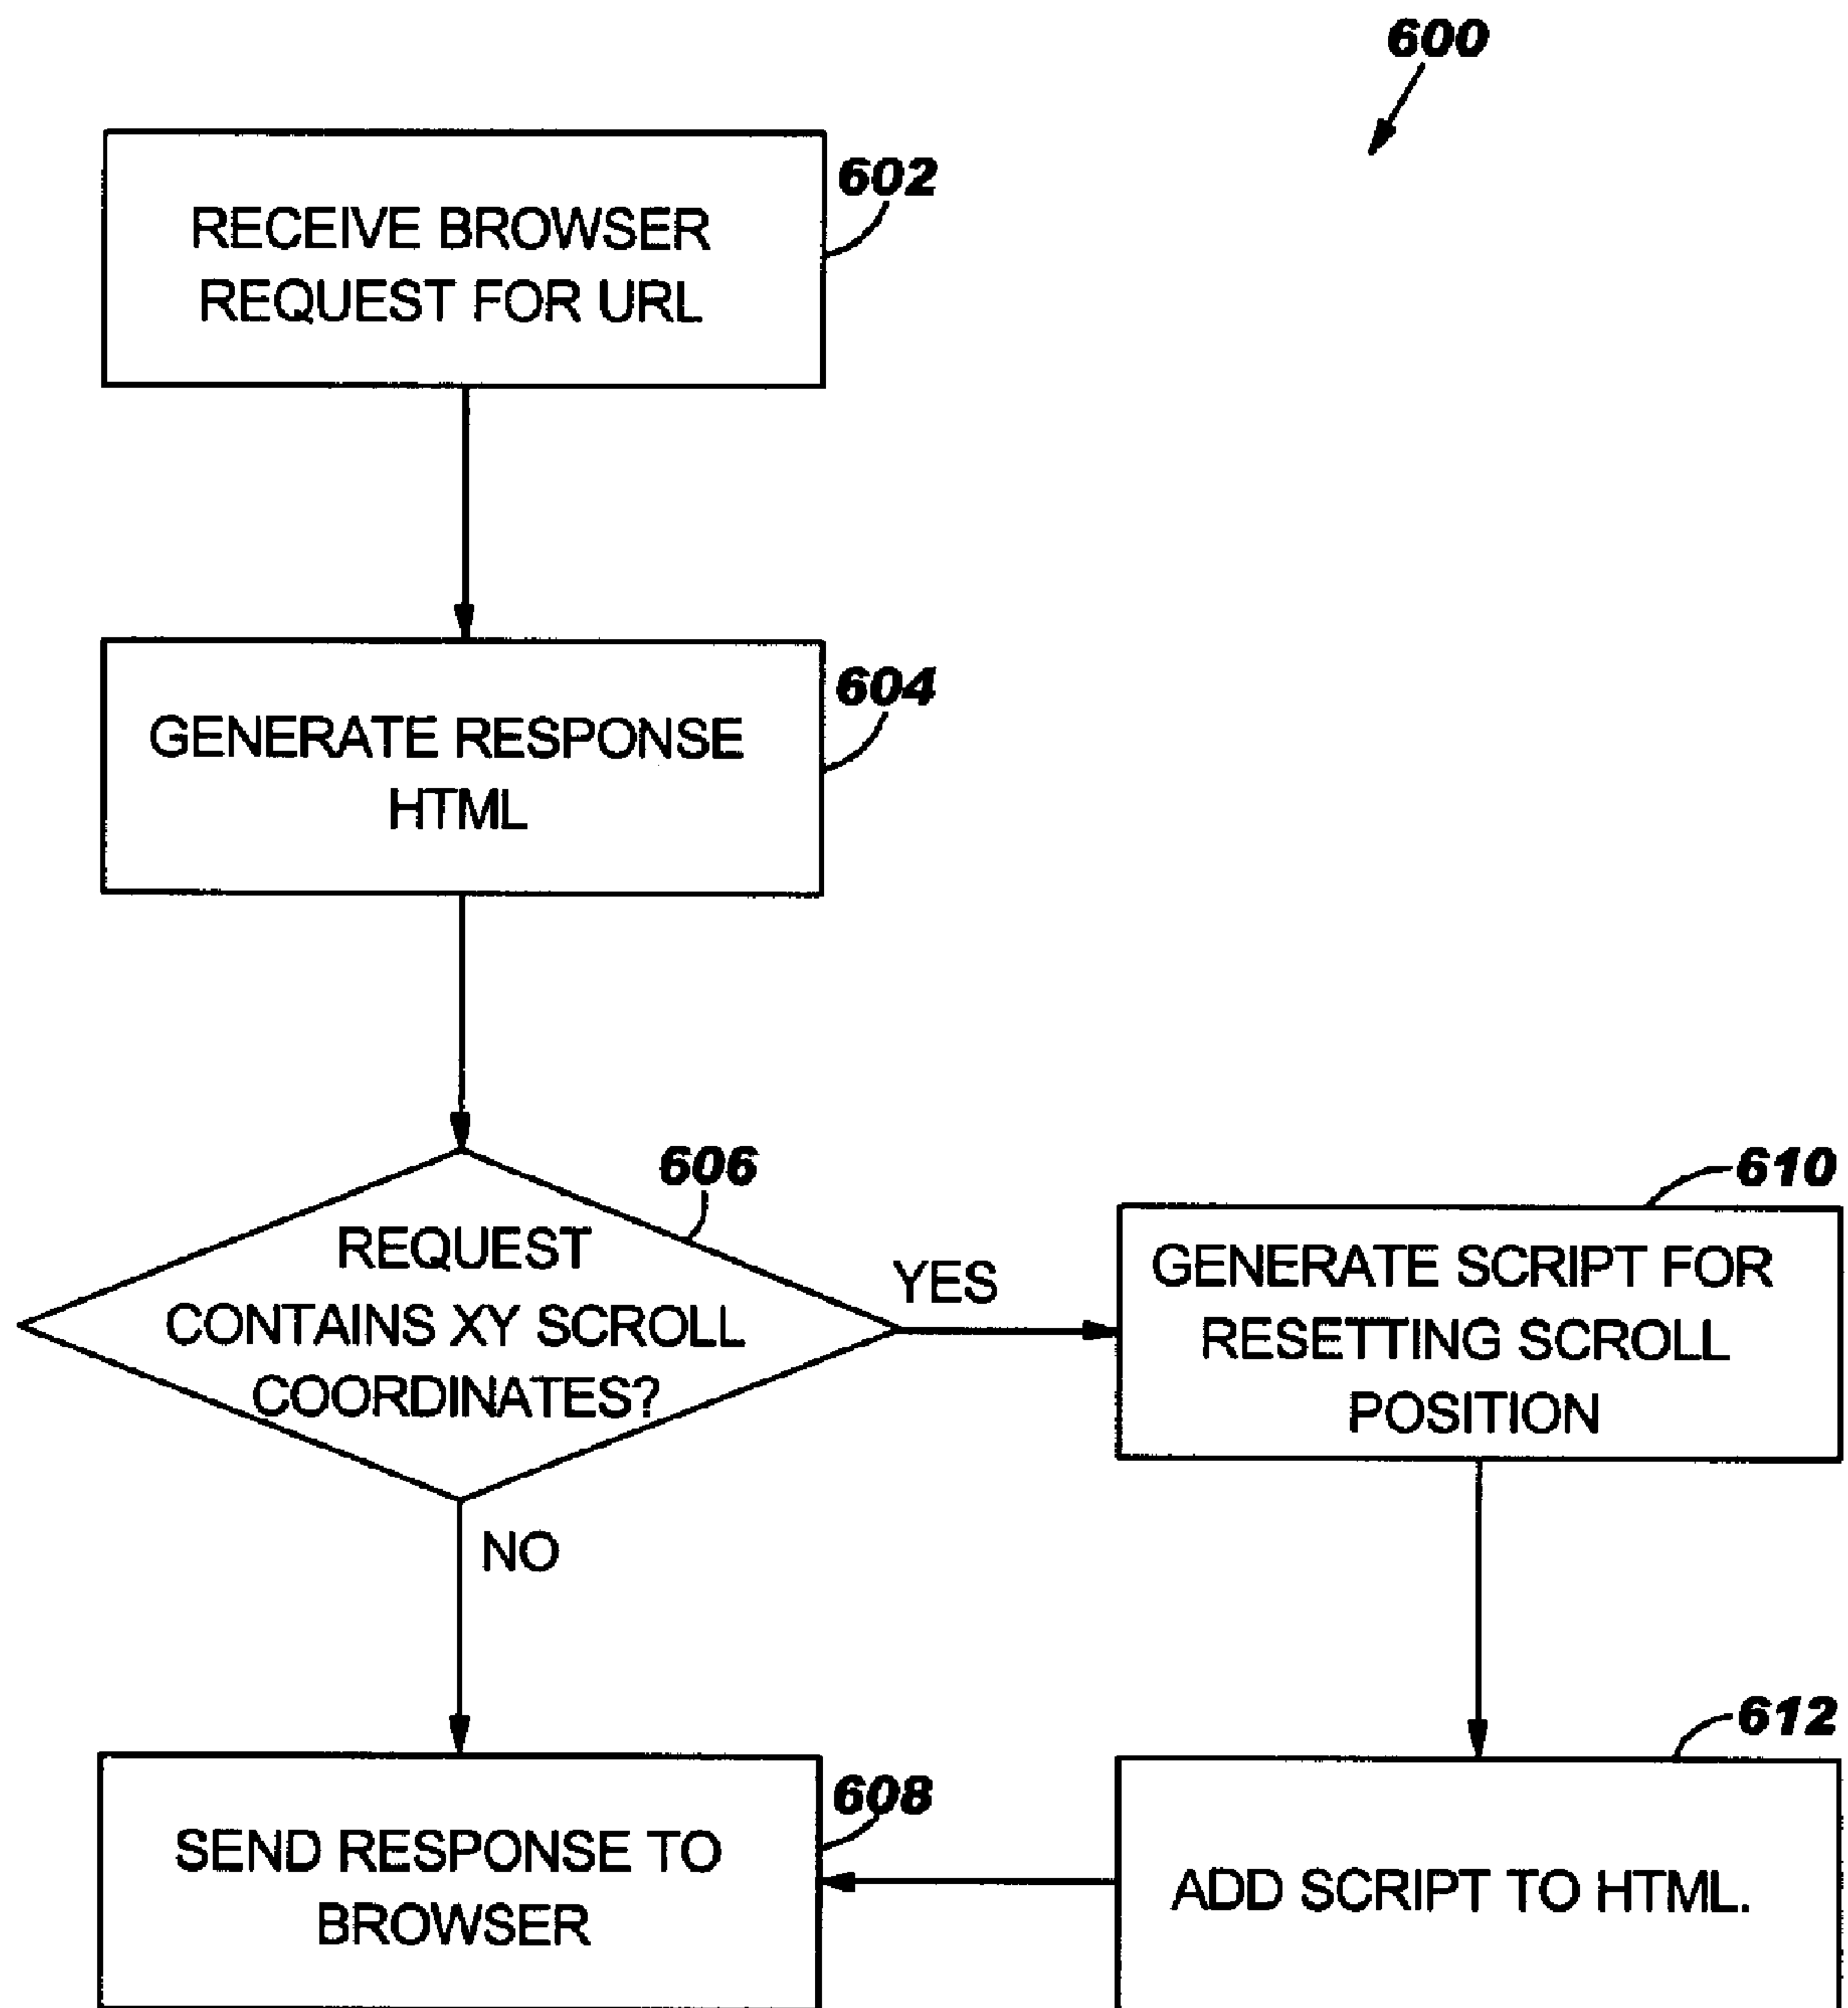 600
602
RECEIVE BROWSER
REQUEST FOR URL
604
GENERATE RESPONSE
HTML
606
REQUEST
CONTAINS XY SCROLL
COORDINATES?
YES
NO
610
GENERATE SCRIPT FOR
RESETTING SCROLL
POSITION
612
ADD SCRIPT TO HTML.
608
SEND RESPONSE TO
BROWSER